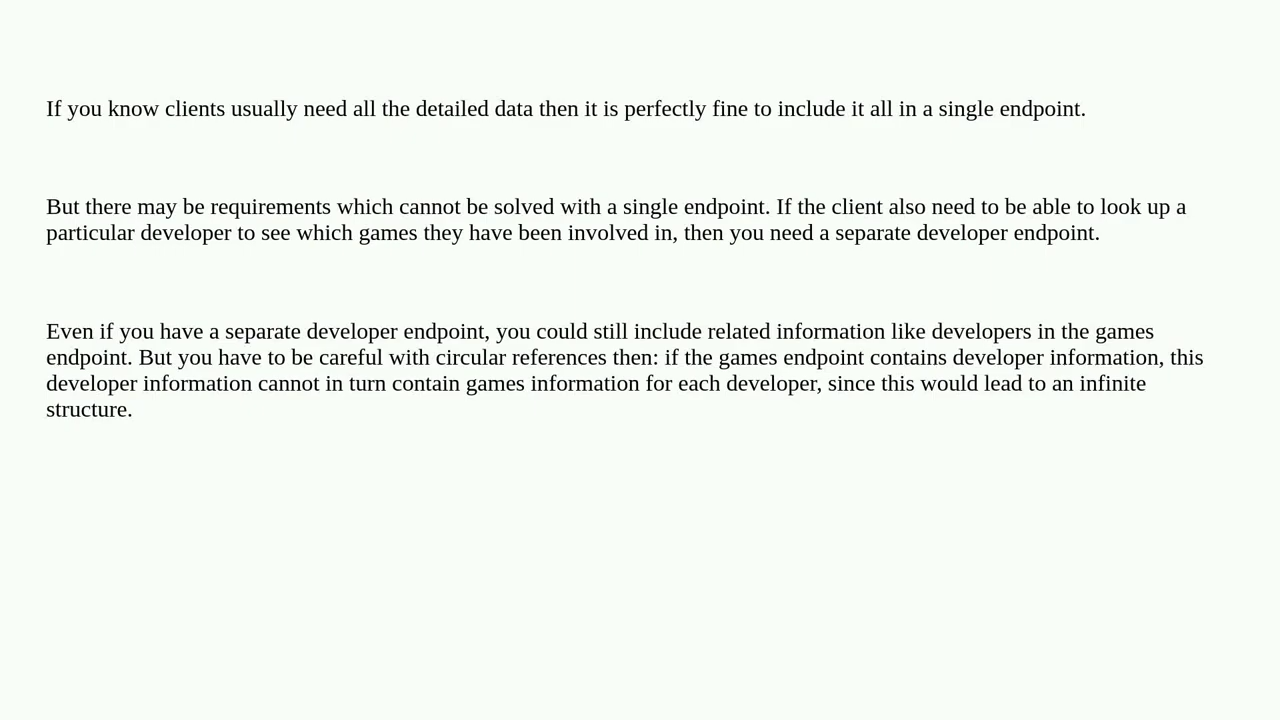 If you know clients usually need all the detailed data then it is perfectly fine to include it all in a single endpoint.
But there may be requirements which cannot be solved with a single endpoint. If the client also need to be able to look up a
particular developer to see which games they have been involved in, then you need a separate developer endpoint.
Even if you have a separate developer endpoint, you could still include related information like developers in the games
endpoint. But you have to be careful with circular references then: if the games endpoint contains developer information, this
developer information cannot in turn contain games information for each developer, since this would lead to an infinite
structure.